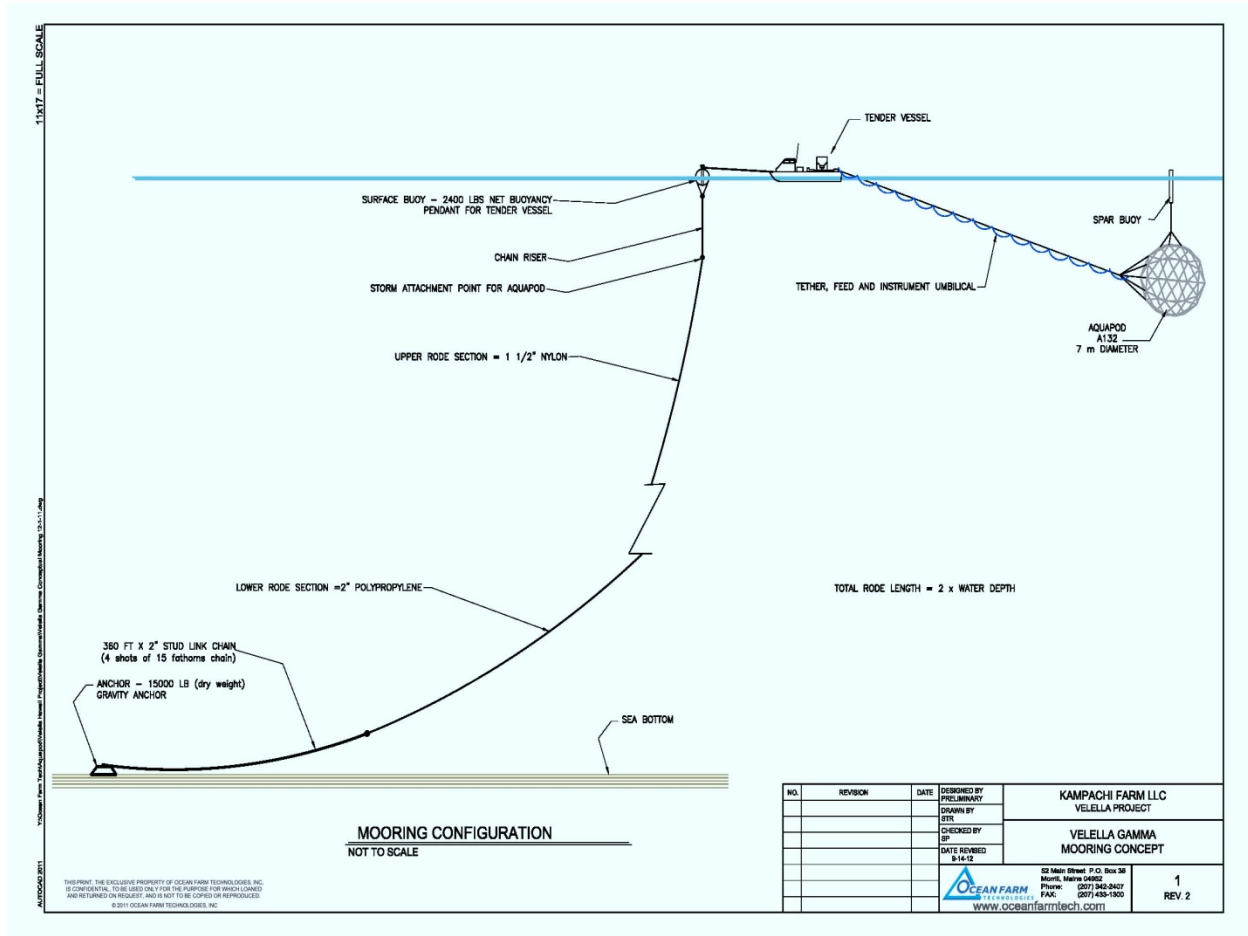 11x17 = FULL SCALE
TENDER VESSEL
SURFACE BUOY - 2400 LBS NET BUOYANCY
PENDANT FOR TENDER VESSEL
SPAR BUOY
CHAIN RISER
STORM ATTACHMENT POINT FOR AQUAPOD
TETHER, FEED AND INSTRUMENT UMBILICAL
AQUAPOD
A132
7 m DIAMETER
UPPER RODE SECTION = 1 1/2" NYLON
LOWER RODE SECTION =2" POLYPROPYLENE
TOTAL RODE LENGTH = 2 x WATER DEPTH
360 FT X 2" STUD LINK CHAIN
(4 shots of 15 fathoms chain)
ANCHOR - 15000 LB (dry weight)
GRAVITY ANCHOR
SEA BOTTOM
MOORING CONFIGURATION
NOT TO SCALE
THIS PRINT, THE EXCLUSIVE PROPERTY OF OCEAN FARM TECHNOLOGIES, INC.
IS CONFIDENTIAL, TO BE USED ONLY FOR THE PURPOSE FOR WHICH LOANED
AND RETURNED ON REQUEST, AND IS NOT TO BE COPIED OR REPRODUCED.
© 2011 OCEAN FARM TECHNOLOGIES, INC
AUTOCAD 2011
NO. REVISION DATE
DESIGNED BY
PRELIMINARY
DRAWN BY
STR
CHECKED BY
SP
DATE REVISED
9-14-12
KAMPACHI FARM LLC
VELELLA PROJECT
VELELLA GAMMA
MOORING CONCEPT
OCEAN FARM
TECHNOLOGIES
52 Main Street P.O. Box 38
Morrill, Maine 04952
Phone: (207) 342-2407
FAX: (207) 433-1300
www.oceanfarmtech.com
1
REV. 2